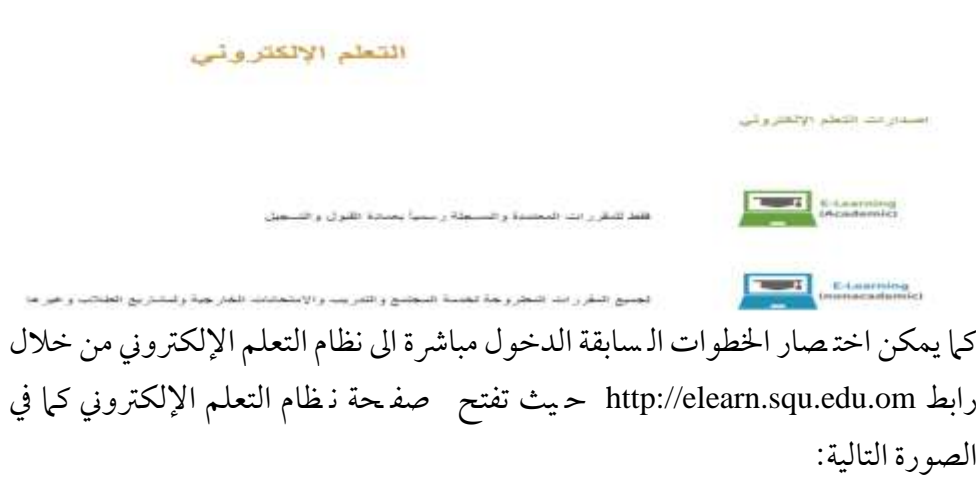 التعلم الإلكتروني
اصدارات التعلم الإلكتروني
E-Learning
(Academic)
فقط للمقررات المعتمدة والمسجلة رسمياً بعمادة القبول والتسجيل
E-Learning
(nonacademic)
لجميع المقررات المطروحة لخدمة المجتمع والتدريب والامتحانات الخارجية ولمشاريع الطلاب وغيرها
كما يمكن اختصار الخطوات السابقة الدخول مباشرة الى نظام التعلم الإلكتروني من خلال
رابط http://elearn.squ.edu.om حيث تفتح صفحة نظام التعلم الإلكتروني كما في
الصورة التالية: